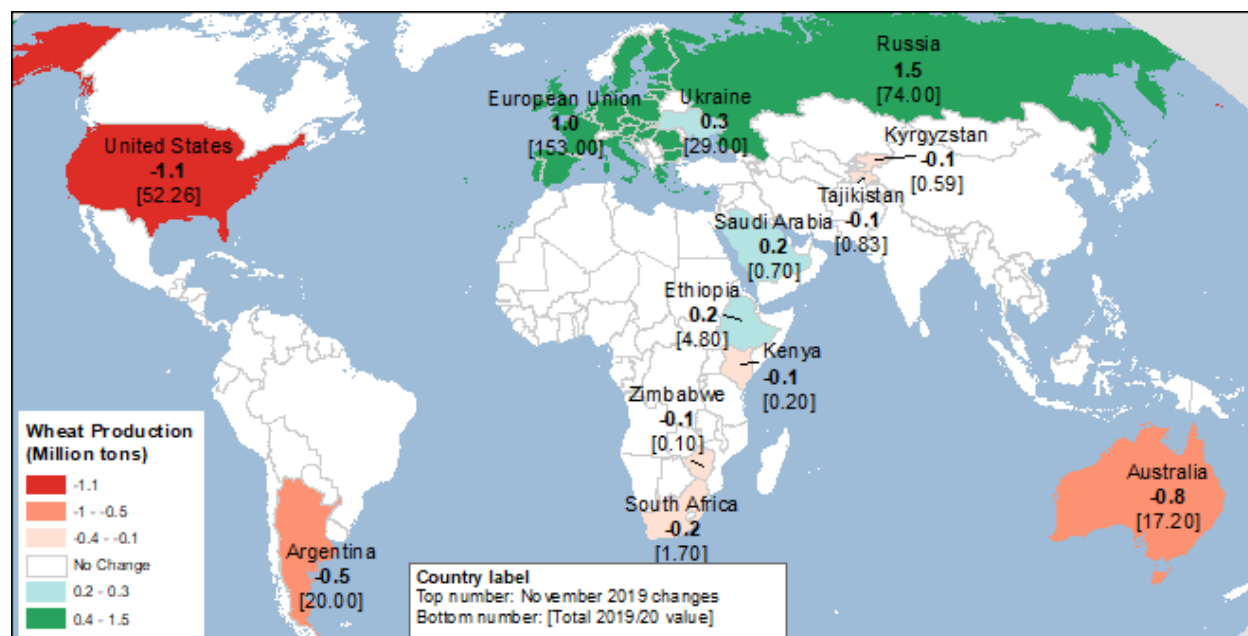 Russia
1.5
[74.00]
European Union
1.0
[153.00]
Ukraine
0.3
[29.00]
United States
-1.1
[52.26]
Kyrgyzstan
-0.1
[0.59]
Tajikistan
-0.1
[0.83]
Saudi Arabia
0.2
[0.70]
Ethiopia
0.2
[4.80]
Kenya
-0.1
[0.20]
Zimbabwe
-0.1
[0.10]
South Africa
-0.2
[1.70]
Australia
-0.8
[17.20]
Argentina
-0.5
[20.00]
Wheat Production
(Million tons)
-1.1
-1 - -0.5
-0.4 - -0.1
No Change
0.2 - 0.3
0.4 - 1.5
Country label
Top number: November 2019 changes
Bottom number: [Total 2019/20 value]